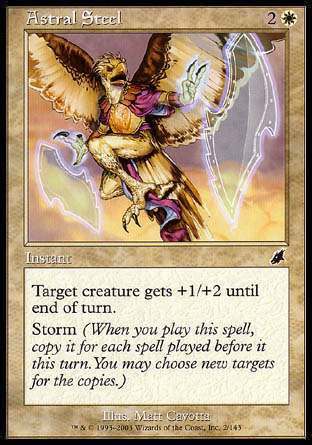 Astral Steel 2
Instant
Target creature gets +1/+2 until
end of turn.
Storm (When you play this spell,
copy it for each spell played before it
this turn. You may choose new targets
for the copies.)
Illus. Matt Cavotta
™ & © 1993-2003 Wizards of the Coast, Inc. 2/143